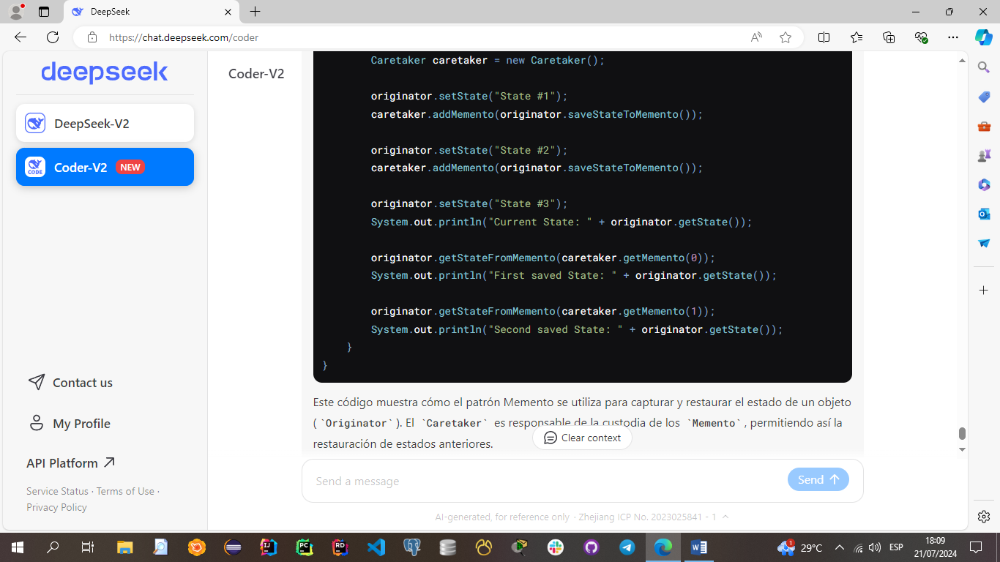 DeepSeek
https://chat.deepseek.com/coder
deepseek
DeepSeek-V2
CODE
Coder-V2 NEW
Contact us
My Profile
API Platform
Service Status · Terms of Use ·
Privacy Policy
Coder-V2
Caretaker caretaker = new Caretaker();
originator.setState("State #1");
caretaker.addMemento(originator.saveStateToMemento());
originator.setState("State #2");
caretaker.addMemento(originator.saveStateToMemento());
originator.setState("State #3");
System.out.println("Current State: " + originator.getState());
originator.getStateFromMemento(caretaker.getMemento(0));
System.out.println("First saved State: " + originator.getState());
originator.getStateFromMemento(caretaker.getMemento(1));
System.out.println("Second saved State: " + originator.getState());
}
}
Este código muestra cómo el patrón Memento se utiliza para capturar y restaurar el estado de un objeto
(`Originator`). El `Caretaker` es responsable de la custodia de los `Memento`, permitiendo así la
restauración de estados anteriores.
Clear context
Send a message
Send
AI-generated, for reference only · Zhejiang ICP No. 2023025841 - 1
IJ
PC
RD
1
29°C
ESP
18:09
21/07/2024